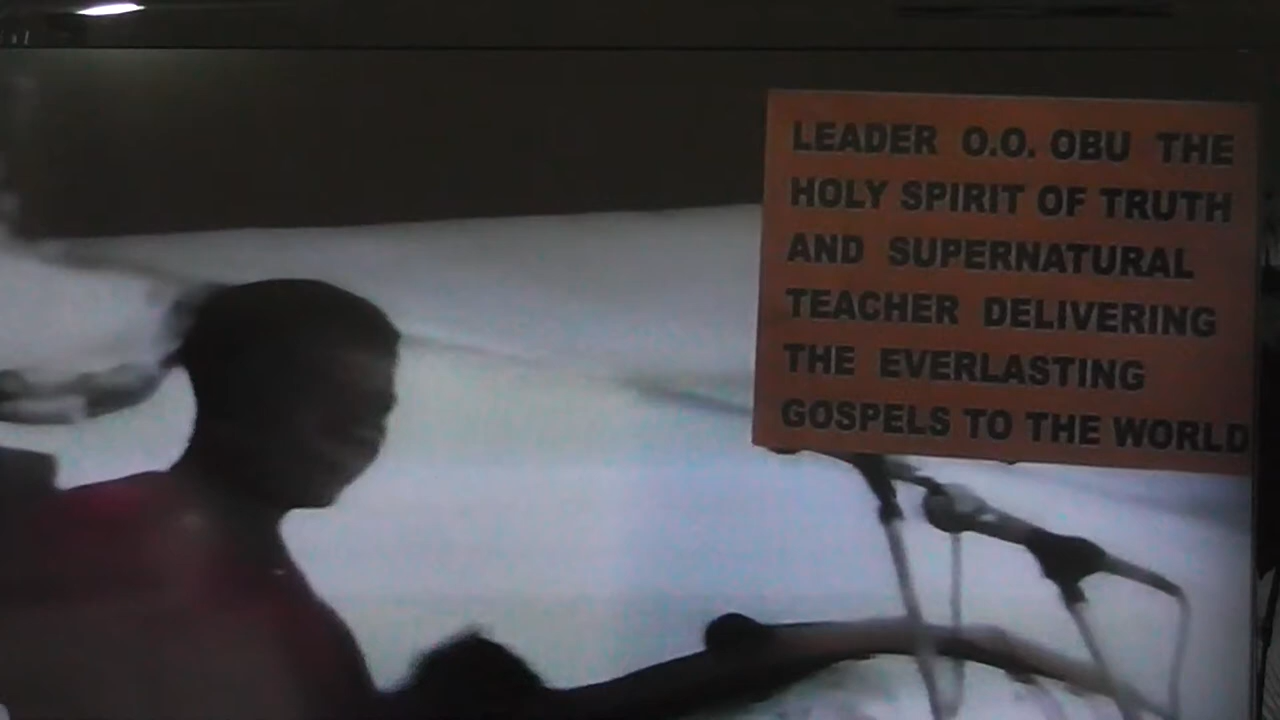 LEADER O.O. OBU THE
HOLY SPIRIT OF TRUTH
AND SUPERNATURAL
TEACHER DELIVERING
THE EVERLASTING
GOSPELS TO THE WORLD